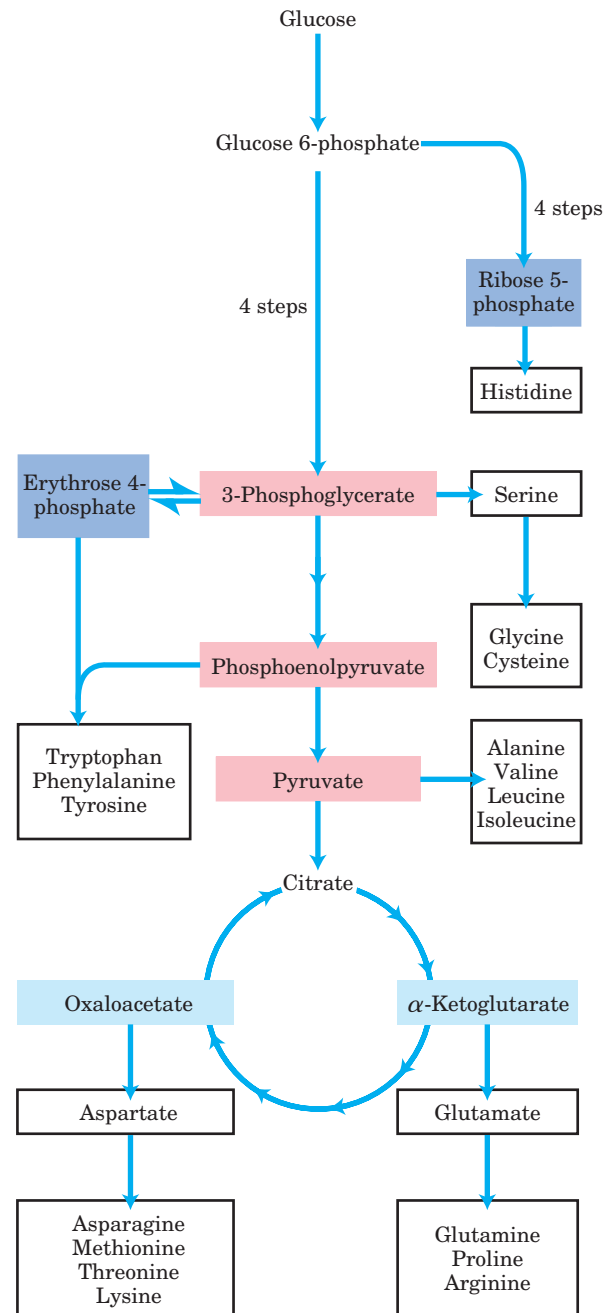 Glucose
Glucose 6-phosphate
4 steps
Ribose 5-
phosphate
4 steps
Histidine
Erythrose 4-
phosphate
3-Phosphoglycerate
Serine
Glycine
Cysteine
Phosphoenolpyruvate
Tryptophan
Phenylalanine
Tyrosine
Pyruvate
Alanine
Valine
Leucine
Isoleucine
Citrate
Oxaloacetate
α-Ketoglutarate
Aspartate
Glutamate
Asparagine
Methionine
Threonine
Lysine
Glutamine
Proline
Arginine